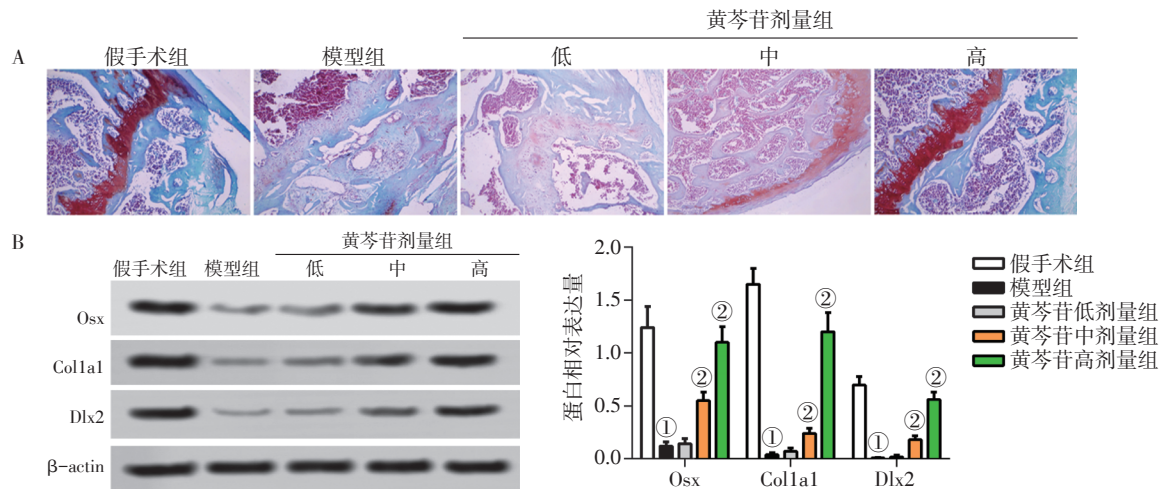 黄芩苷剂量组
A 假手术组 模型组 低 中 高
B 黄芩苷剂量组
假手术组 模型组 低 中 高
Osx
Col1a1
Dlx2
β-actin
蛋白相对表达量
2.0
1.5
1.0
0.5
0.0
① ② ②
① ② ②
① ② ②
Osx Col1a1 Dlx2
假手术组
模型组
黄芩苷低剂量组
黄芩苷中剂量组
黄芩苷高剂量组